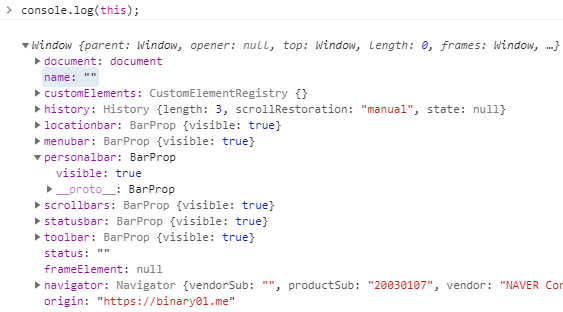 > console.log(this);
▼Window {parent: Window, opener: null, top: Window, length: 0, frames: Window, …}
▶document: document
name: ""
▶customElements: CustomElementRegistry {}
▶history: History {length: 3, scrollRestoration: "manual", state: null}
▶locationbar: BarProp {visible: true}
▶menubar: BarProp {visible: true}
▼personalbar: BarProp
visible: true
▶__proto__: BarProp
▶scrollbars: BarProp {visible: true}
▶statusbar: BarProp {visible: true}
▶toolbar: BarProp {visible: true}
status: ""
frameElement: null
▶navigator: Navigator {vendorSub: "", productSub: "20030107", vendor: "NAVER Cor
origin: "https://binary01.me"